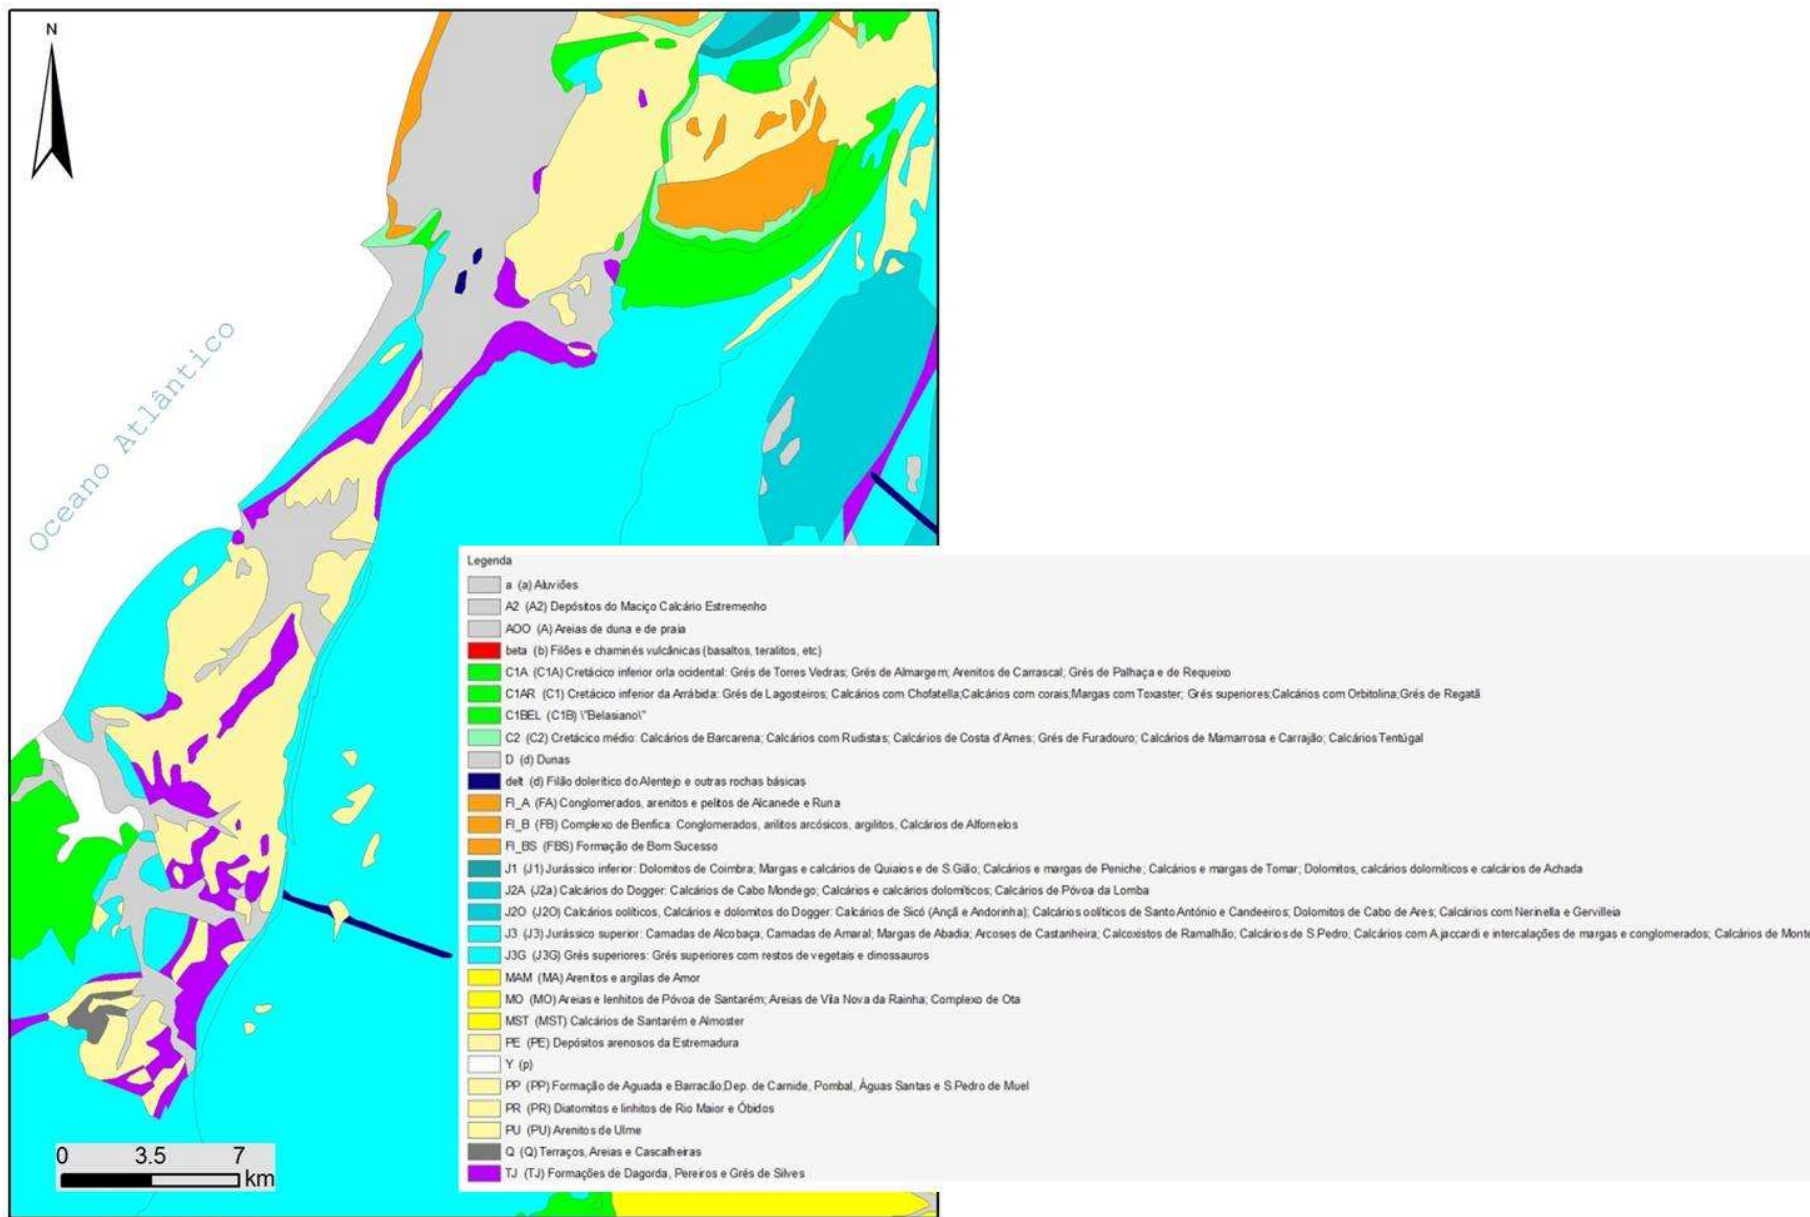 N
Oceano Atlântico
Legenda
a (a) Aluviões
A2 (A2) Depósitos do Maciço Calcário Estremenho
AOO (A) Areias de duna e de praia
beta (b) Filões e chaminés vulcânicas (basaltos, teralitos, etc)
C1A (C1A) Cretácico inferior orla ocidental: Grés de Torres Vedras; Grés de Almargem; Arenitos de Carrascal; Grés de Palhaça e de Requeixo
C1AR (C1) Cretácico inferior da Arrábida: Grés de Lagosteiros; Calcários com Chofatella;Calcários com corais;Margas com Toxaster; Grés superiores;Calcários com Orbitolina;Grés de Regatã
C1BEL (C1B) \"Belasiano\"
C2 (C2) Cretácico médio: Calcários de Barcarena; Calcários com Rudistas; Calcários de Costa d'Arnes; Grés de Furadouro; Calcários de Mamarrosa e Carrajão; Calcários Tentúgal
D (d) Dunas
delt (d) Filão dolerítico do Alentejo e outras rochas básicas
FI_A (FA) Conglomerados, arenitos e pelitos de Alcanede e Runa
FI_B (FB) Complexo de Benfica: Conglomerados, arilitos arcósicos, argilitos, Calcários de Alfornelos
FI_BS (FBS) Formação de Bom Sucesso
J1 (J1) Jurássico inferior: Dolomitos de Coimbra; Margas e calcários de Quiaios e de S.Gião; Calcários e margas de Peniche; Calcários e margas de Tomar; Dolomitos, calcários dolomíticos e calcários de Achada
J2A (J2a) Calcários do Dogger: Calcários de Cabo Mondego; Calcários e calcários dolomíticos; Calcários de Póvoa da Lomba
J2O (J2O) Calcários oolíticos, Calcários e dolomitos do Dogger: Calcários de Sicó (Ançã e Andorinha); Calcários oolíticos de Santo António e Candeeiros; Dolomitos de Cabo de Ares; Calcários com Nerinella e Gervilleia
J3 (J3) Jurássico superior: Camadas de Alcobaça; Camadas de Amaral; Margas de Abadia; Arcoses de Castanheira; Calcoxistos de Ramalhão; Calcários de S.Pedro; Calcários com A.jaccardi e intercalações de margas e conglomerados; Calcários de Monte
J3G (J3G) Grés superiores: Grés superiores com restos de vegetais e dinossauros
MAM (MA) Arenitos e argilas de Amor
MO (MO) Areias e lenhitos de Póvoa de Santarém; Areias de Vila Nova da Rainha; Complexo de Ota
MST (MST) Calcários de Santarém e Almoster
PE (PE) Depósitos arenosos da Estremadura
Y (p)
PP (PP) Formação de Aguada e Barracão;Dep. de Carnide, Pombal, Águas Santas e S.Pedro de Muel
PR (PR) Diatomitos e linhitos de Rio Maior e Óbidos
PU (PU) Arenitos de Ulme
Q (Q) Terraços, Areias e Cascalheiras
TJ (TJ) Formações de Dagorda, Pereiros e Grés de Silves
0 3.5 7
km